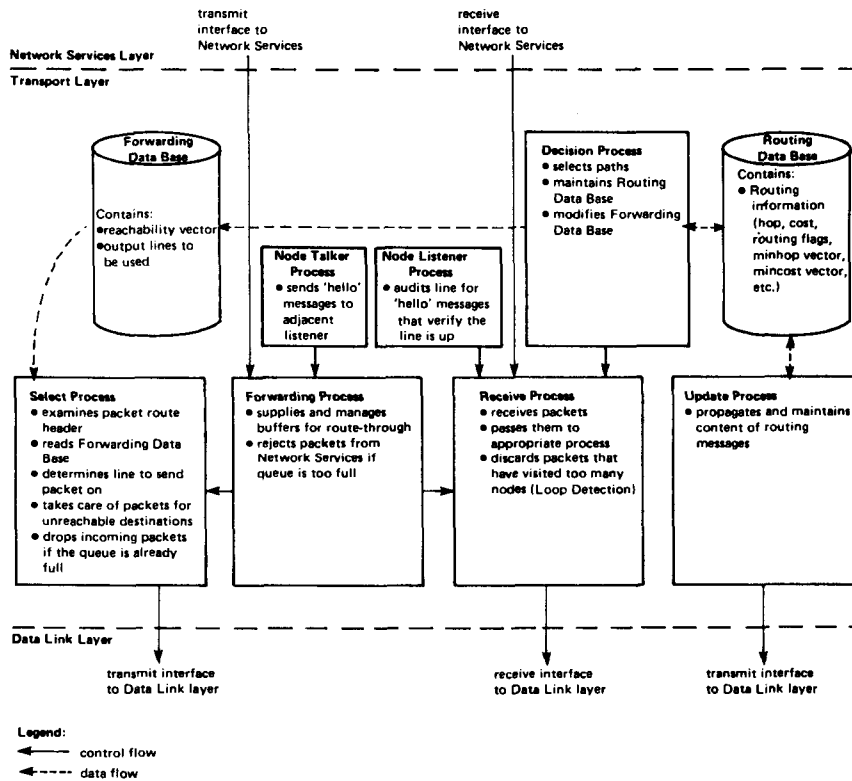 transmit
interface to
Network Services
receive
interface to
Network Services
Network Services Layer
Transport Layer
Forwarding
Data Base
Contains:
● reachability vector
● output lines to
be used
Decision Process
● selects paths
● maintains Routing
Data Base
● modifies Forwarding
Data Base
Routing
Data Base
Contains:
● Routing
information
(hop, cost,
routing flags,
minhop vector,
mincost vector,
etc.)
Node Talker
Process
● sends 'hello'
messages to
adjacent
listener
Node Listener
Process
● audits line for
'hello' messages
that verify the
line is up
Select Process
● examines packet route
header
● reads Forwarding Data
Base
● determines line to send
packet on
● takes care of packets for
unreachable destinations
● drops incoming packets
if the queue is already
full
Forwarding Process
● supplies and manages
buffers for route-through
● rejects packets from
Network Services if
queue is too full
Receive Process
● receives packets
● passes them to
appropriate process
● discards packets that
have visited too many
nodes (Loop Detection)
Update Process
● propagates and maintains
content of routing
messages
Data Link Layer
transmit interface
to Data Link layer
receive interface
to Data Link layer
transmit interface
to Data Link layer
Legend:
control flow
data flow